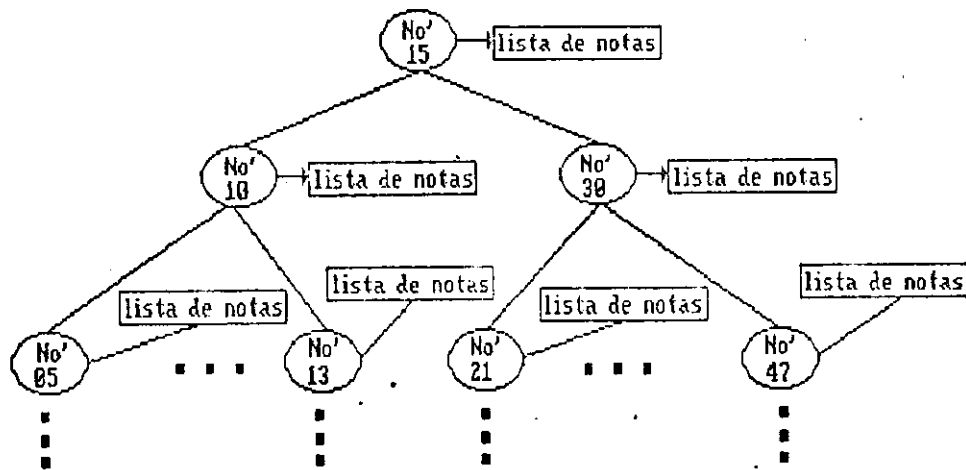 No'
15
lista de notas
No'
10
lista de notas
No'
30
lista de notas
lista de notas
lista de notas
lista de notas
lista de notas
No'
05
No'
13
No'
21
No'
47